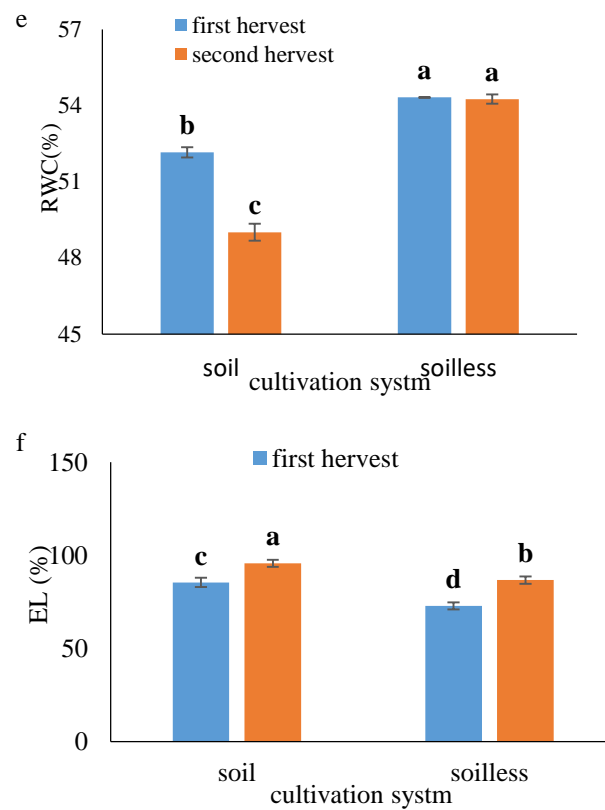 e
first hervest
second hervest
RWC(%)
57
54
51
48
45
b
c
a
a
soil
soilless
cultivation systm
f
first hervest
EL (%)
150
100
50
0
c
a
d
b
soil
soilless
cultivation systm